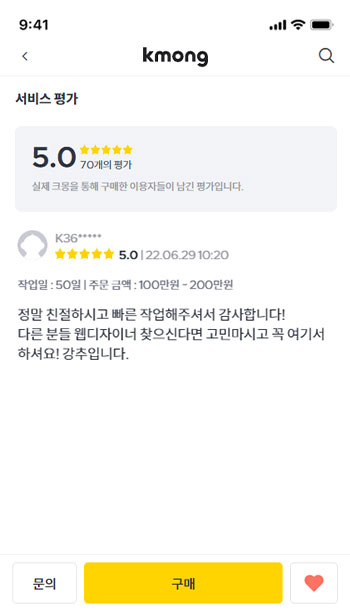 9:41
kmong
서비스 평가
5.0
70개의 평가
실제 크몽을 통해 구매한 이용자들이 남긴 평가입니다.
K36*****
5.0 | 22.06.29 10:20
작업일 : 50일 | 주문 금액 : 100만원 ~ 200만원
정말 친절하시고 빠른 작업해주셔서 감사합니다!
다른 분들 웹디자이너 찾으신다면 고민마시고 꼭 여기서
하셔요! 강추입니다.
문의
구매